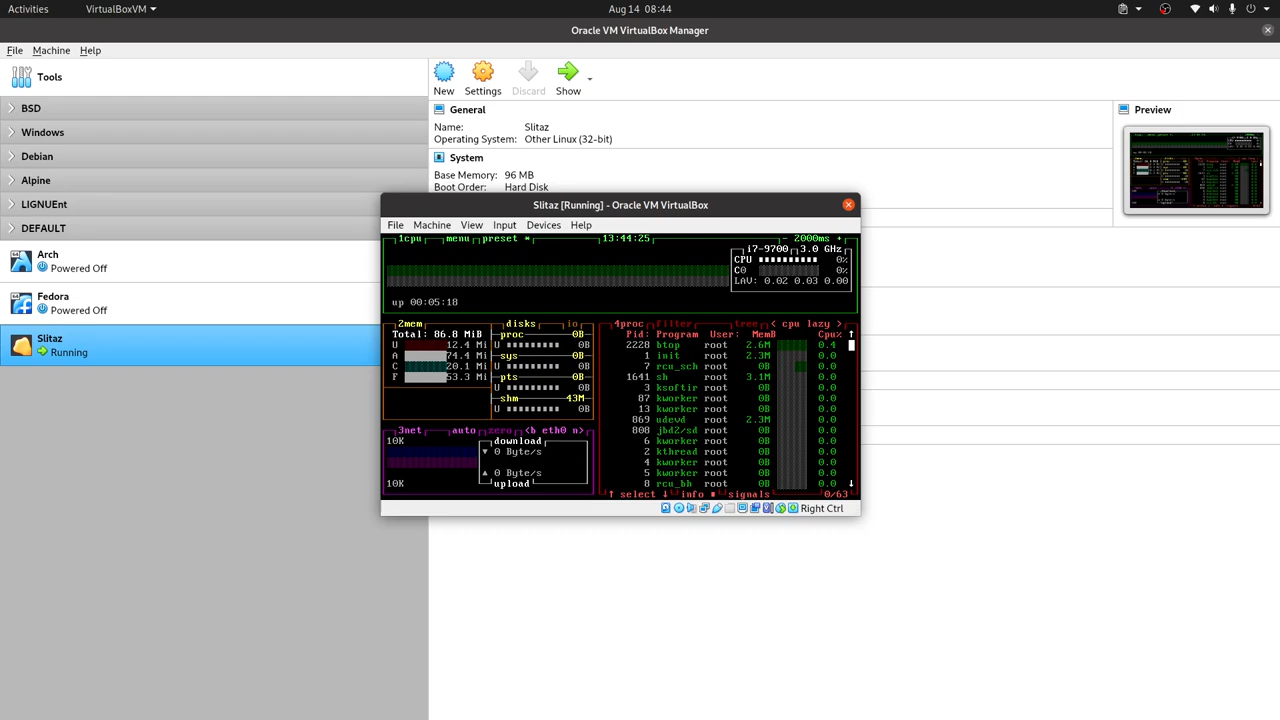 Activities VirtualBoxVM Aug 14 08:44
Oracle VM VirtualBox Manager
File Machine Help
Tools
BSD
Windows
Debian
Alpine
LIGNUEnt
DEFAULT
Arch
Powered Off
Fedora
Powered Off
Slitaz
Running
New Settings Discard Show
General
Name: Slitaz
Operating System: Other Linux (32-bit)
System
Base Memory: 96 MB
Boot Order: Hard Disk
Preview
Slitaz [Running] - Oracle VM VirtualBox
File Machine View Input Devices Help
1cpu menu preset * 13:44:25 - 2000ms +
i7-9700 3.0 GHz
CPU 0%
C0 0%
LAV: 0.02 0.03 0.00
up 00:05:18
2mem disks io
Total: 86.8 MiB
U 12.4 Mi
A 74.4 Mi
C 20.1 Mi
F 53.3 Mi
proc 0B
U 0B
sys 0B
U 0B
pts 0B
U 0B
shm 43M
U 0B
3net auto zero <b eth0 n>
10K
10K
download
▼ 0 Byte/s
▲ 0 Byte/s
upload
4proc filter tree < cpu lazy >
Pid: Program User: MemB Cpu% ↑
2228 btop root 2.6M 0.4
1 init root 2.3M 0.0
7 rcu_sch root 0B 0.0
1641 sh root 3.1M 0.0
3 ksoftir root 0B 0.0
87 kworker root 0B 0.0
13 kworker root 0B 0.0
869 udevd root 2.3M 0.0
808 jbd2/sd root 0B 0.0
6 kworker root 0B 0.0
2 kthread root 0B 0.0
4 kworker root 0B 0.0
5 kworker root 0B 0.0
8 rcu_bh root 0B 0.0 ↓
↑ select ↓ info signals 0/63
Right Ctrl